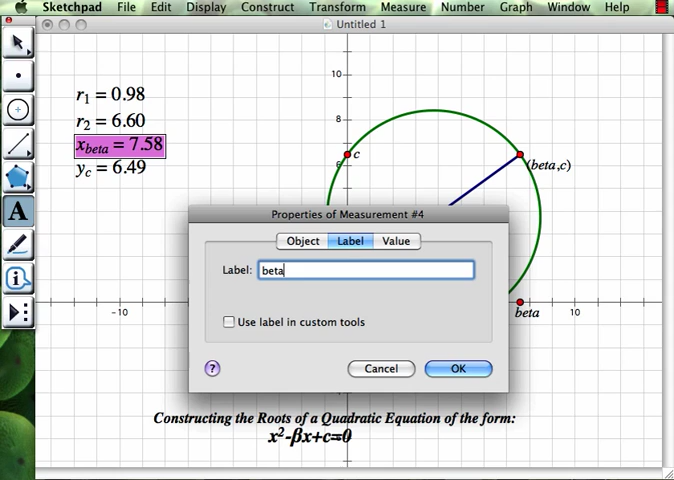 Sketchpad File Edit Display Construct Transform Measure Number Graph Window Help
Untitled 1
r1 = 0.98
r2 = 6.60
xbeta = 7.58
yc = 6.49
10
8
6
c
(beta,c)
Properties of Measurement #4
Object Label Value
Label: beta
Use label in custom tools
? Cancel OK
-10
10
beta
A
Constructing the Roots of a Quadratic Equation of the form:
x²-βx+c=0